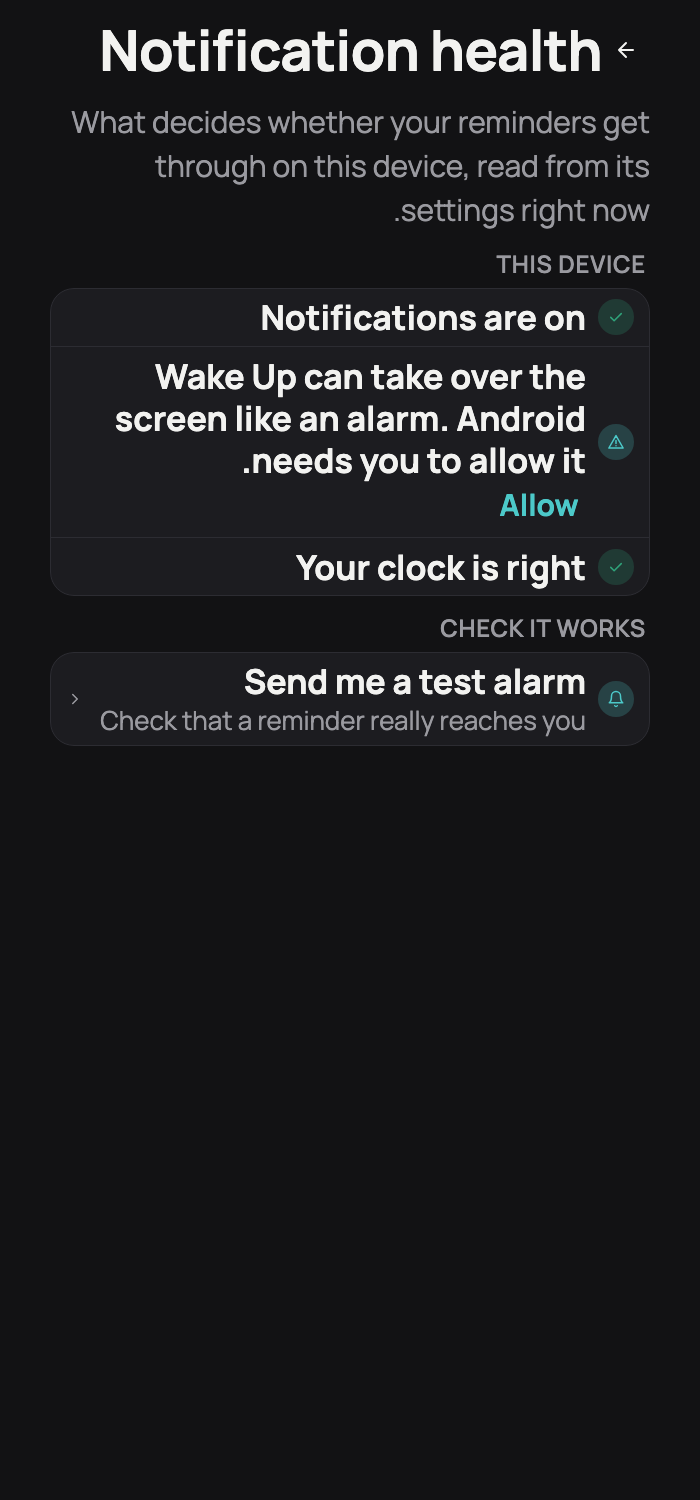 Notification health
What decides whether your reminders get
through on this device, read from its
.settings right now
THIS DEVICE
Notifications are on
Wake Up can take over the
screen like an alarm. Android
.needs you to allow it
Allow
Your clock is right
CHECK IT WORKS
Send me a test alarm
Check that a reminder really reaches you